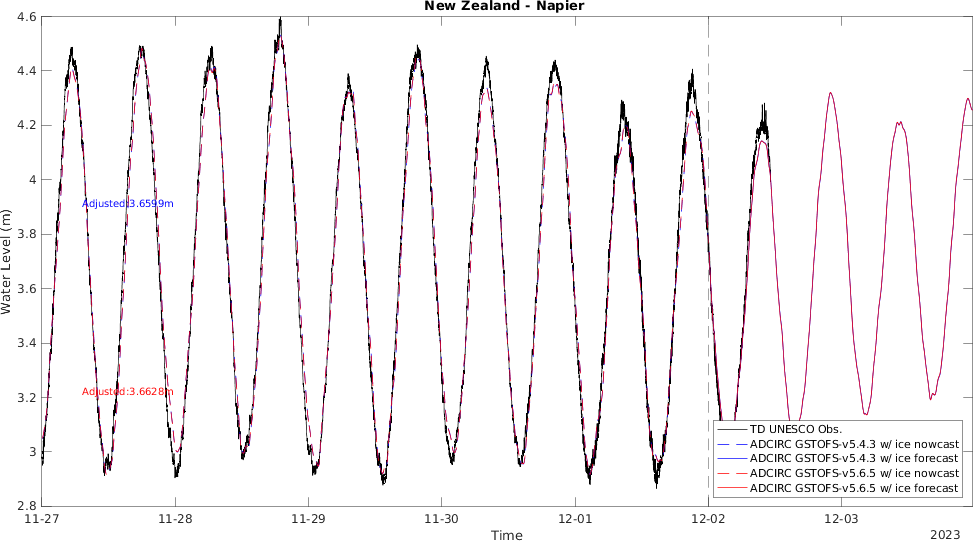 New Zealand - Napier
4.6
4.4
4.2
4
3.8
3.6
3.4
3.2
3
2.8
Water Level (m)
Adjusted:3.6599m
Adjusted:3.6628m
TD UNESCO Obs.
ADCIRC GSTOFS-v5.4.3 w/ ice nowcast
ADCIRC GSTOFS-v5.4.3 w/ ice forecast
ADCIRC GSTOFS-v5.6.5 w/ ice nowcast
ADCIRC GSTOFS-v5.6.5 w/ ice forecast
11-27 11-28 11-29 11-30 12-01 12-02 12-03
Time
2023